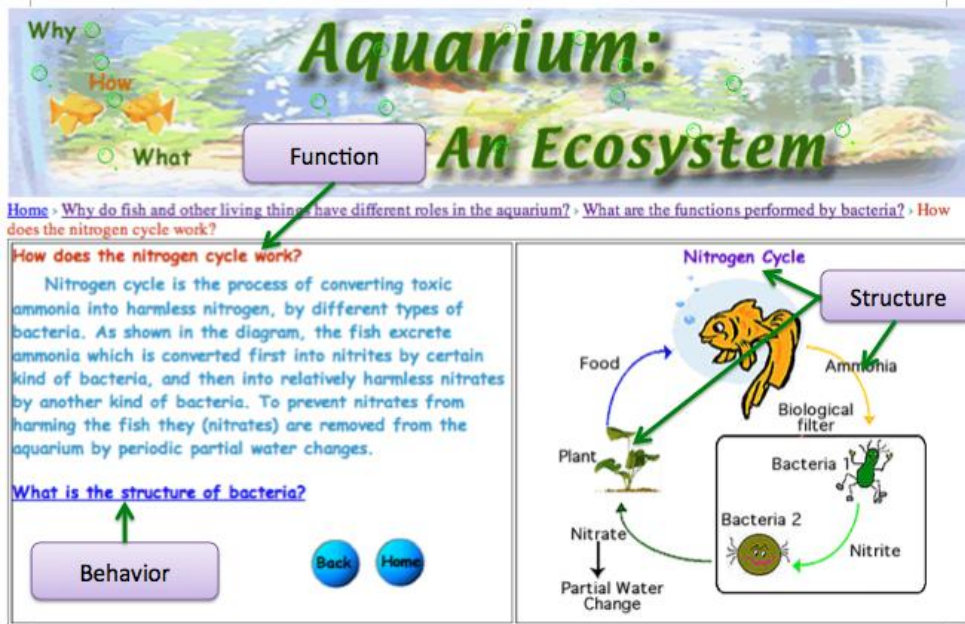 Why
How
What
Aquarium:
An Ecosystem
Function
Home › Why do fish and other living things have different roles in the aquarium? › What are the functions performed by bacteria? › How
does the nitrogen cycle work?
How does the nitrogen cycle work?
Nitrogen cycle is the process of converting toxic
ammonia into harmless nitrogen, by different types of
bacteria. As shown in the diagram, the fish excrete
ammonia which is converted first into nitrites by certain
kind of bacteria, and then into relatively harmless nitrates
by another kind of bacteria. To prevent nitrates from
harming the fish they (nitrates) are removed from the
aquarium by periodic partial water changes.
What is the structure of bacteria?
Behavior
Back
Home
Nitrogen Cycle
Structure
Food
Ammonia
Biological
filter
Plant
Bacteria 1
Bacteria 2
Nitrite
Nitrate
Partial Water
Change